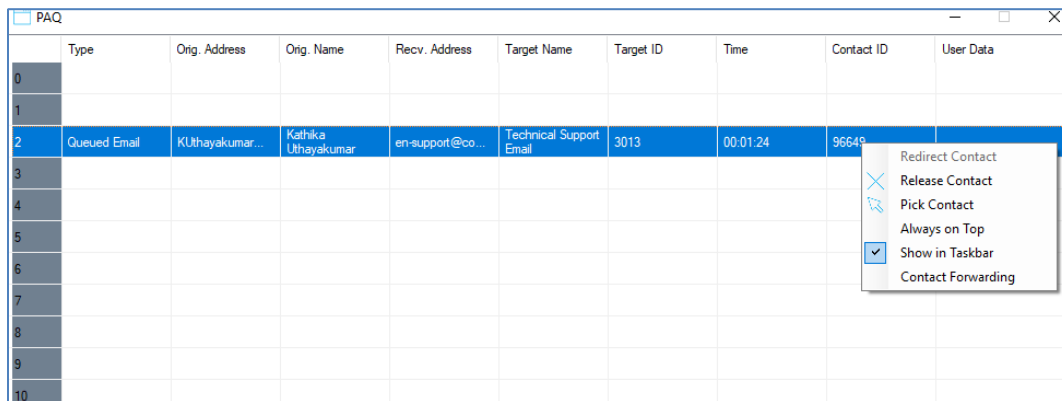 PAQ
Type Orig. Address Orig. Name Recv. Address Target Name Target ID Time Contact ID User Data
0
1
2 Queued Email KUthayakumar... Kathika Uthayakumar en-support@co... Technical Support Email 3013 00:01:24 96649
Redirect Contact
3 Release Contact
4 Pick Contact
5 Always on Top
6 Show in Taskbar
Contact Forwarding
7
8
9
10